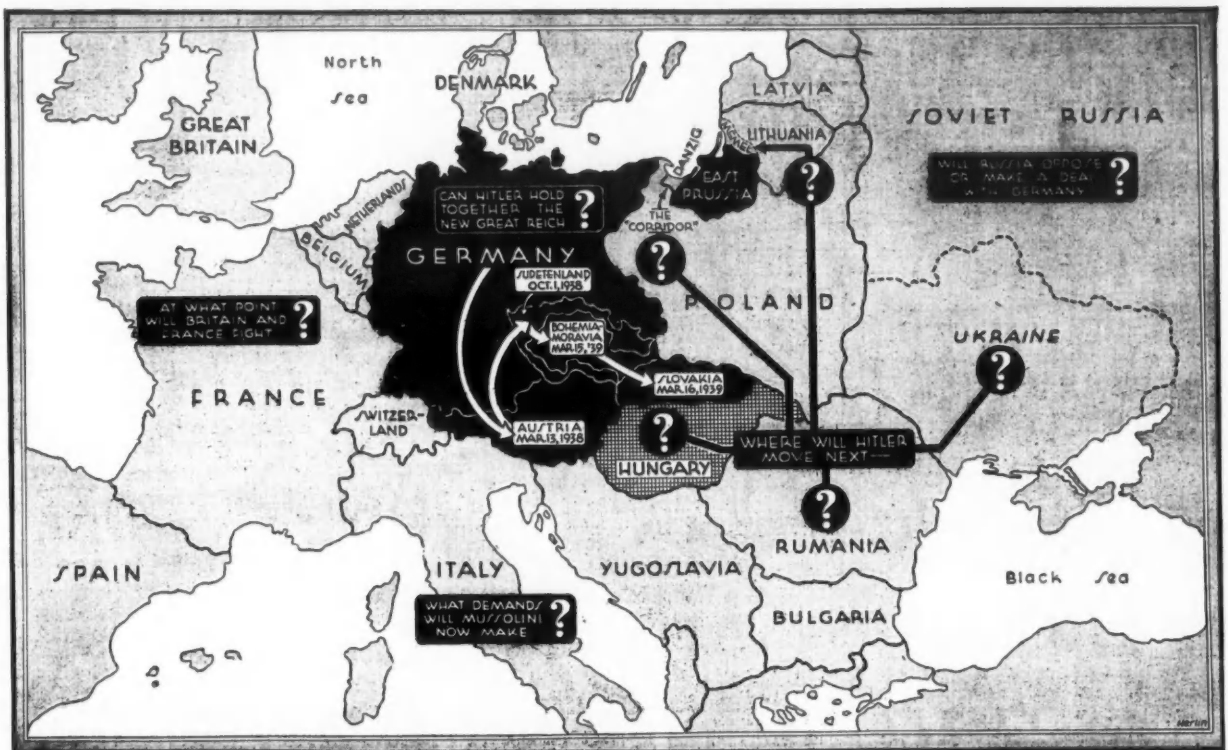 North
Sea
DENMARK
LATVIA
SOVIET RUSSIA
GREAT
BRITAIN
MEMEL
LITHUANIA
DANZIG
EAST
PRUSSIA
WILL RUSSIA OPPOSE
OR MAKE A DEAL
WITH GERMANY ?
?
CAN HITLER HOLD
TOGETHER THE
NEW GREAT REICH ?
NETHERLANDS
THE
"CORRIDOR"
?
BELGIUM
GERMANY
SUDETENLAND
OCT. 1, 1938
POLAND
AT WHAT POINT
WILL BRITAIN AND
FRANCE FIGHT ?
BOHEMIA-
MORAVIA
MAR. 15, '39
UKRAINE
?
SLOVAKIA
MAR. 16, 1939
FRANCE
SWITZER-
LAND
AUSTRIA
MAR. 13, 1938
?
HUNGARY
WHERE WILL HITLER
MOVE NEXT—
?
RUMANIA
SPAIN
ITALY
YUGOSLAVIA
Black Sea
WHAT DEMANDS
WILL MUSSOLINI
NOW MAKE ?
BULGARIA